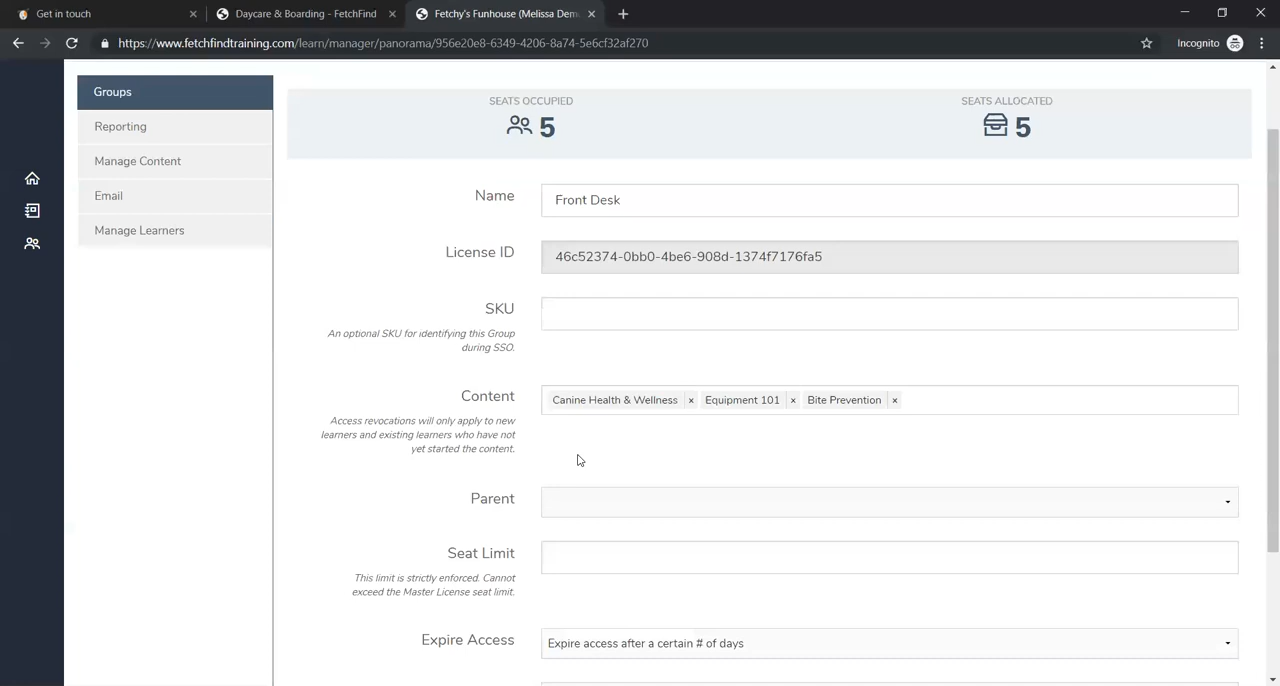 Get in touch
Daycare & Boarding - FetchFind
Fetchy's Funhouse (Melissa Dem
https://www.fetchfindtraining.com/learn/manager/panorama/956e20e8-6349-4206-8a74-5e6cf32af270
Incognito
Groups
Reporting
Manage Content
Email
Manage Learners
SEATS OCCUPIED
5
SEATS ALLOCATED
5
Name
Front Desk
License ID
46c52374-0bb0-4be6-908d-1374f7176fa5
SKU
An optional SKU for identifying this Group
during SSO.
Content
Canine Health & Wellness × Equipment 101 × Bite Prevention ×
Access revocations will only apply to new
learners and existing learners who have not
yet started the content.
Parent
Seat Limit
This limit is strictly enforced. Cannot
exceed the Master License seat limit.
Expire Access
Expire access after a certain # of days